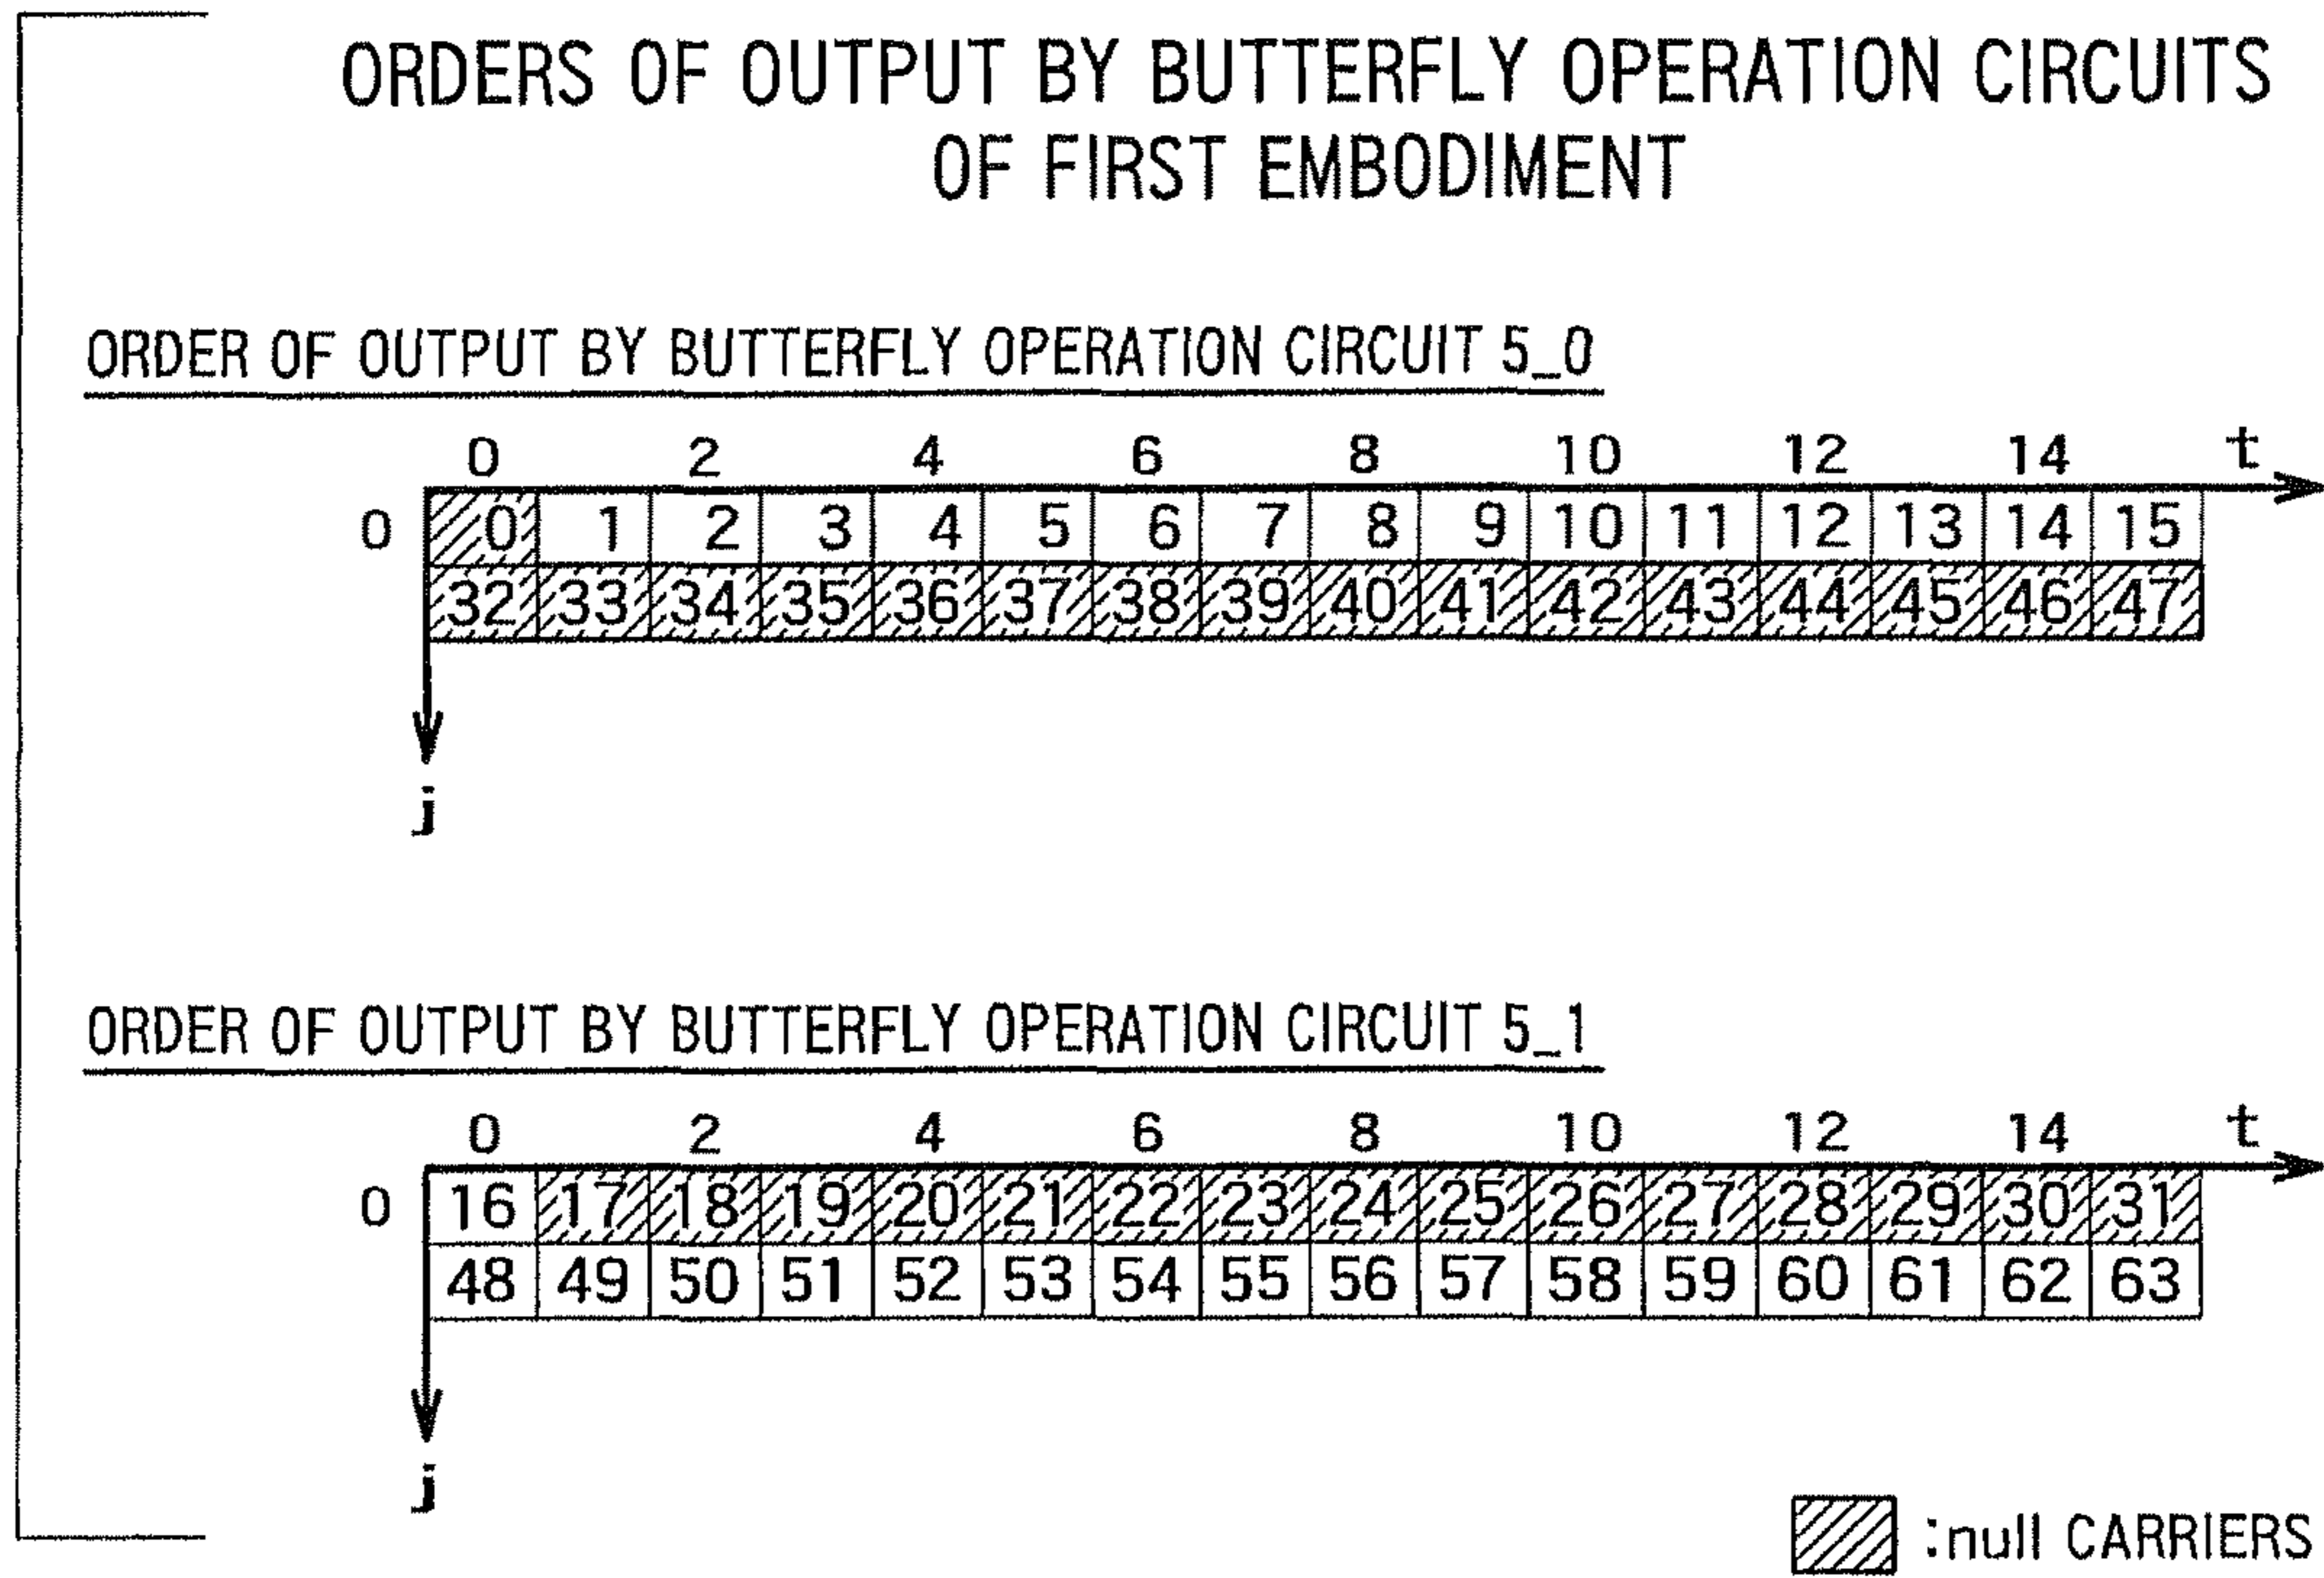 ORDERS OF OUTPUT BY BUTTERFLY OPERATION CIRCUITS
OF FIRST EMBODIMENT
ORDER OF OUTPUT BY BUTTERFLY OPERATION CIRCUIT 5_0
0 2 4 6 8 10 12 14 t
0 0 1 2 3 4 5 6 7 8 9 10 11 12 13 14 15
32 33 34 35 36 37 38 39 40 41 42 43 44 45 46 47
j
ORDER OF OUTPUT BY BUTTERFLY OPERATION CIRCUIT 5_1
0 2 4 6 8 10 12 14 t
0 16 17 18 19 20 21 22 23 24 25 26 27 28 29 30 31
48 49 50 51 52 53 54 55 56 57 58 59 60 61 62 63
j
:null CARRIERS